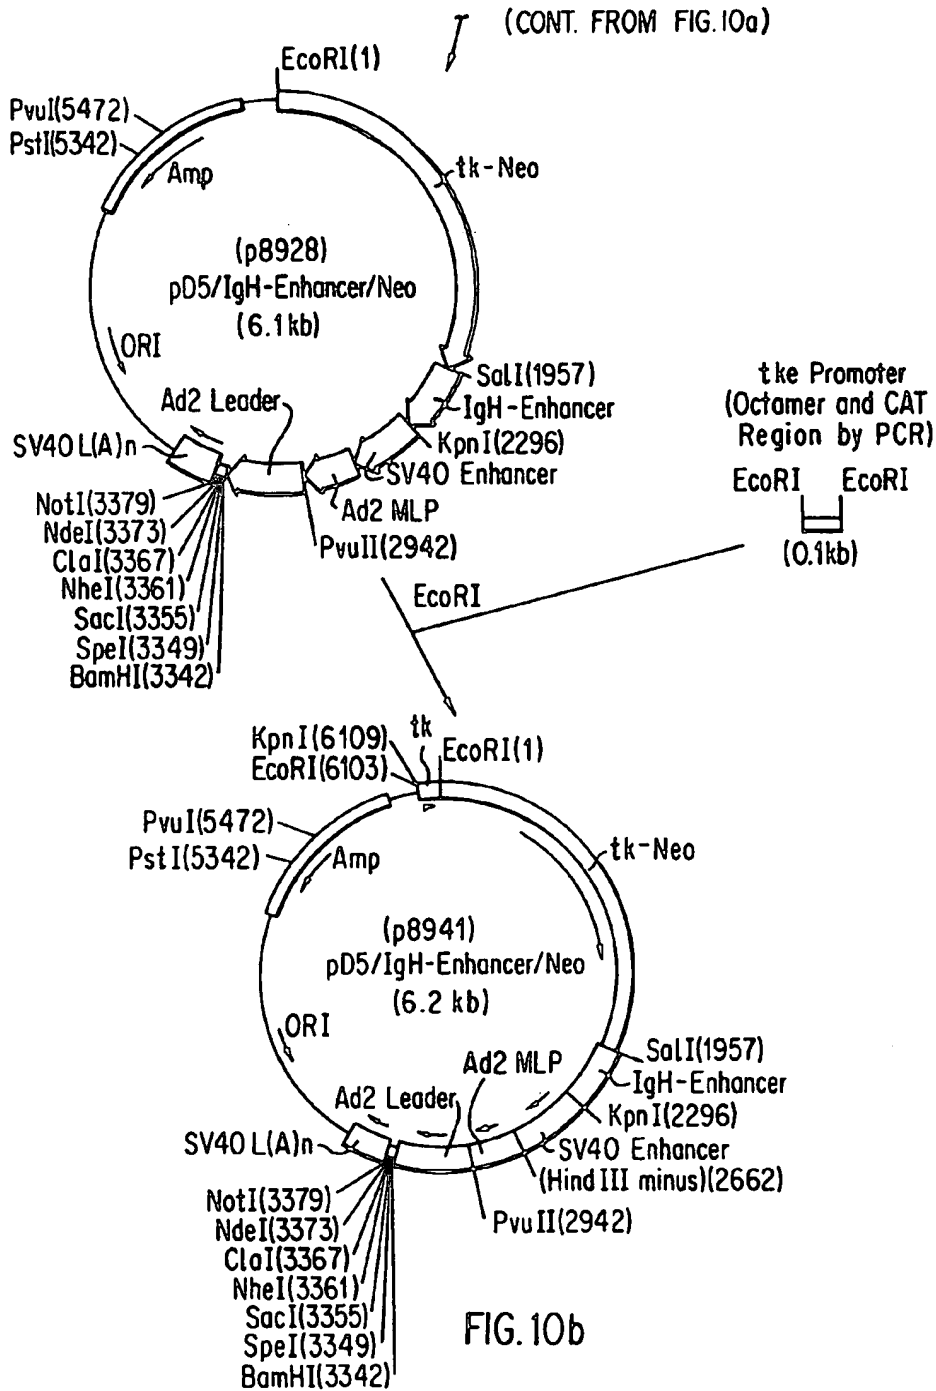 (CONT. FROM FIG.10a)
EcoRI(1)
PvuI(5472)
PstI(5342)
Amp
tk-Neo
(p8928)
pD5/IgH-Enhancer/Neo
(6.1kb)
ORI
SalI(1957)
IgH-Enhancer
KpnI(2296)
SV40 Enhancer
Ad2 MLP
PvuII(2942)
Ad2 Leader
SV40 L(A)n
NotI(3379)
NdeI(3373)
ClaI(3367)
NheI(3361)
SacI(3355)
SpeI(3349)
BamHI(3342)
tke Promoter
(Octamer and CAT
Region by PCR)
EcoRI EcoRI
(0.1kb)
EcoRI
tk
KpnI(6109)
EcoRI(6103)
EcoRI(1)
PvuI(5472)
PstI(5342)
Amp
tk-Neo
(p8941)
pD5/IgH-Enhancer/Neo
(6.2 kb)
ORI
SalI(1957)
IgH-Enhancer
KpnI(2296)
SV40 Enhancer
(Hind III minus)(2662)
PvuII(2942)
Ad2 MLP
Ad2 Leader
SV40 L(A)n
NotI(3379)
NdeI(3373)
ClaI(3367)
NheI(3361)
SacI(3355)
SpeI(3349)
BamHI(3342)
FIG. 10b